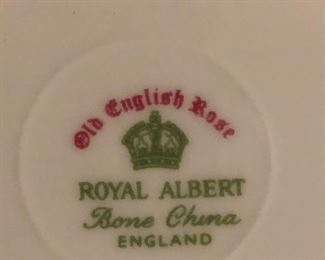 Old English Rose
ROYAL ALBERT
Bone China
ENGLAND